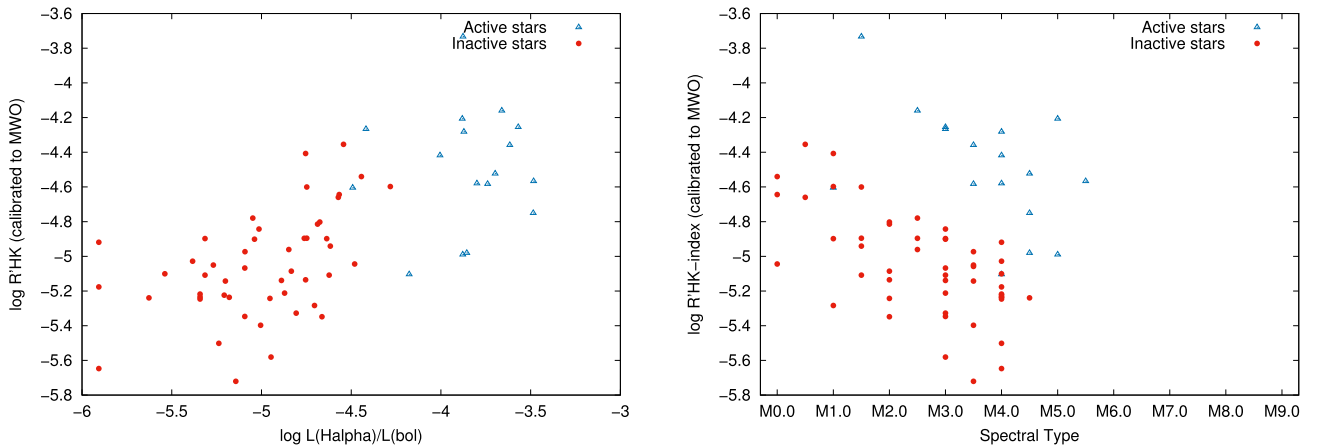 −3.6
−3.8
−4
−4.2
−4.4
−4.6
−4.8
−5
−5.2
−5.4
−5.6
−5.8
−6
−5.5
−5
−4.5
−4
−3.5
−3
log R'HK (calibrated to MWO)
log L(Halpha)/L(bol)
Active stars
Inactive stars
−3.6
−3.8
−4
−4.2
−4.4
−4.6
−4.8
−5
−5.2
−5.4
−5.6
−5.8
M0.0
M1.0
M2.0
M3.0
M4.0
M5.0
M6.0
M7.0
M8.0
M9.0
log R'HK−index (calibrated to MWO)
Spectral Type
Active stars
Inactive stars